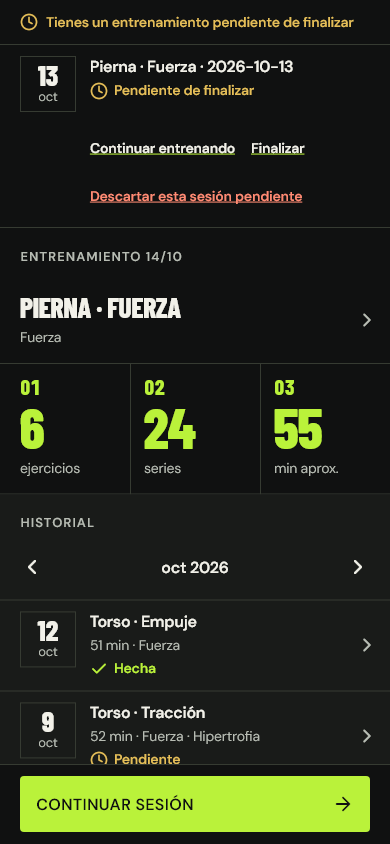 Tienes un entrenamiento pendiente de finalizar
13
oct
Pierna · Fuerza · 2026-10-13
Pendiente de finalizar
Continuar entrenando
Finalizar
Descartar esta sesión pendiente
ENTRENAMIENTO 14/10
PIERNA · FUERZA
Fuerza
01
6
ejercicios
02
24
series
03
55
min aprox.
HISTORIAL
oct 2026
12
oct
Torso · Empuje
51 min · Fuerza
Hecha
9
oct
Torso · Tracción
52 min · Fuerza · Hipertrofia
Pendiente
CONTINUAR SESIÓN